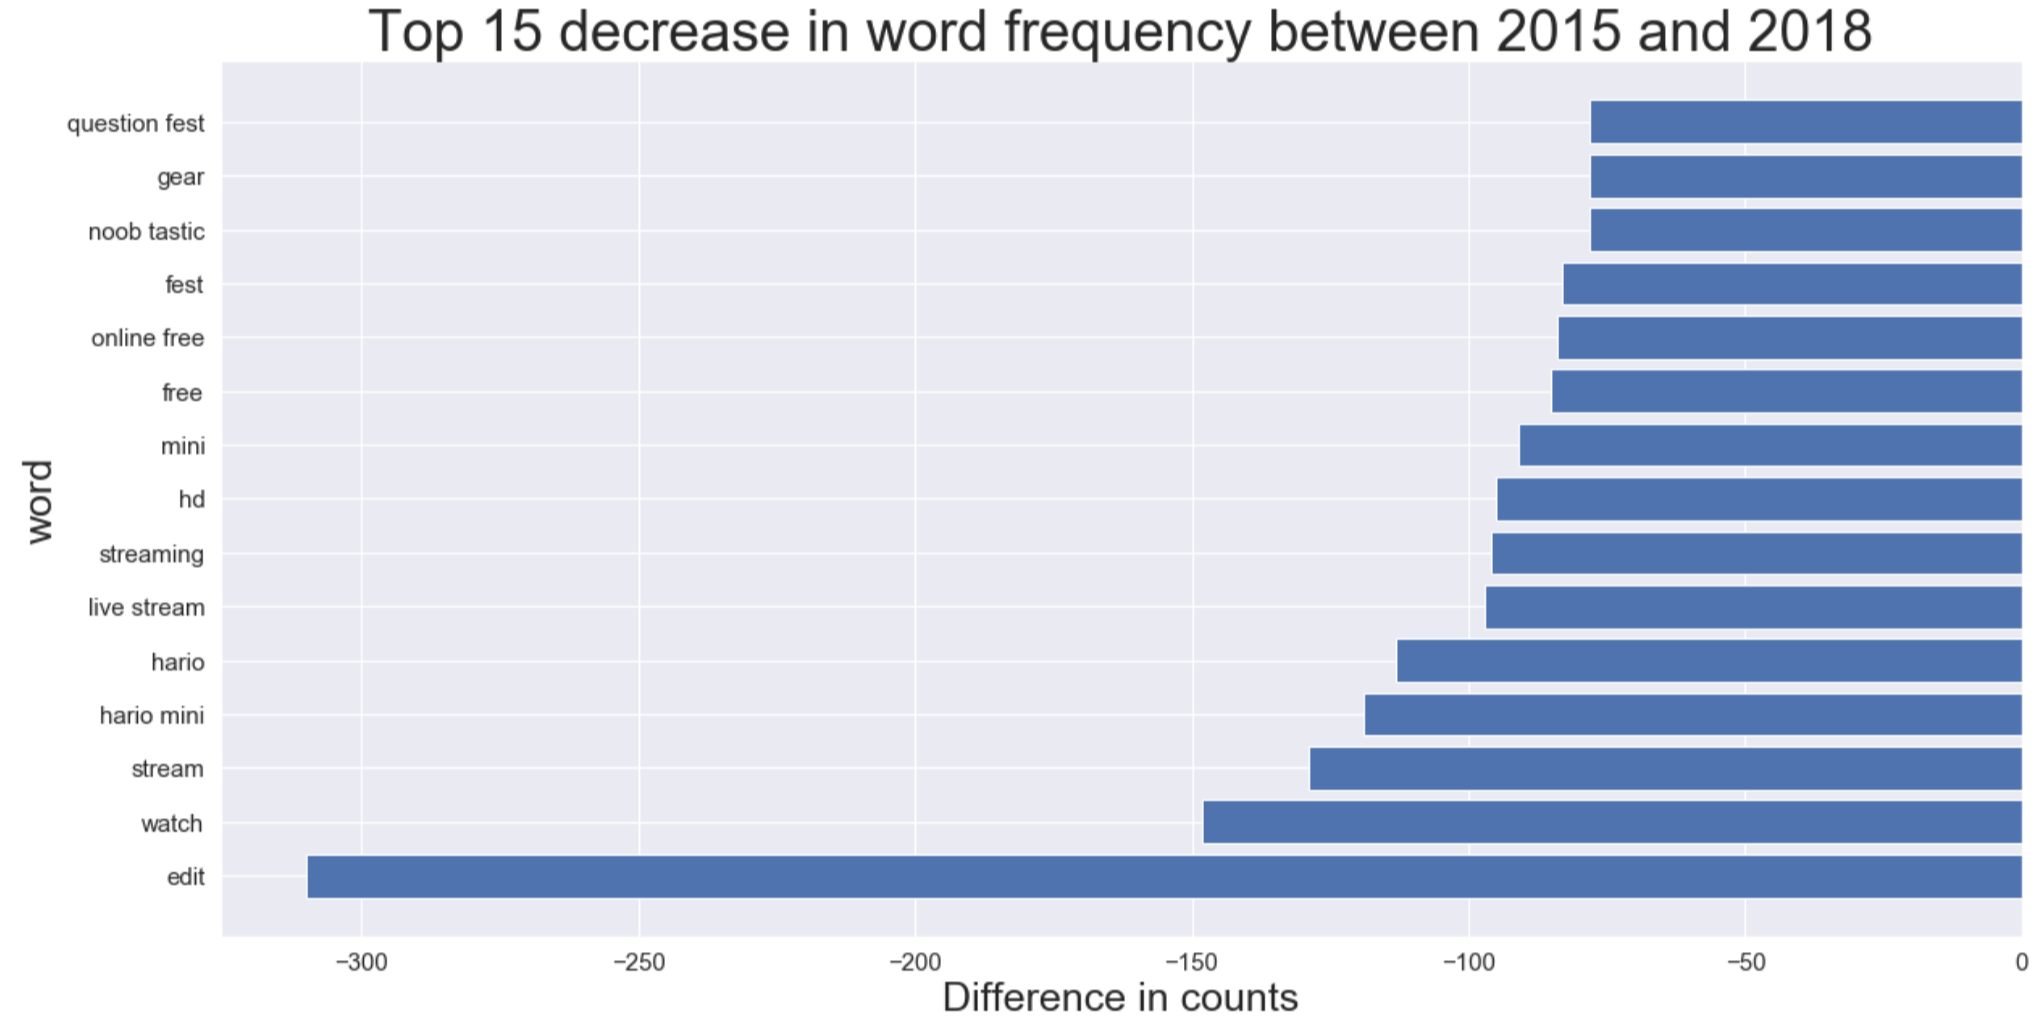 Top 15 decrease in word frequency between 2015 and 2018
question fest
gear
noob tastic
fest
online free
free
mini
hd
streaming
live stream
hario
hario mini
stream
watch
edit
word
−300 −250 −200 −150 −100 −50 0
Difference in counts